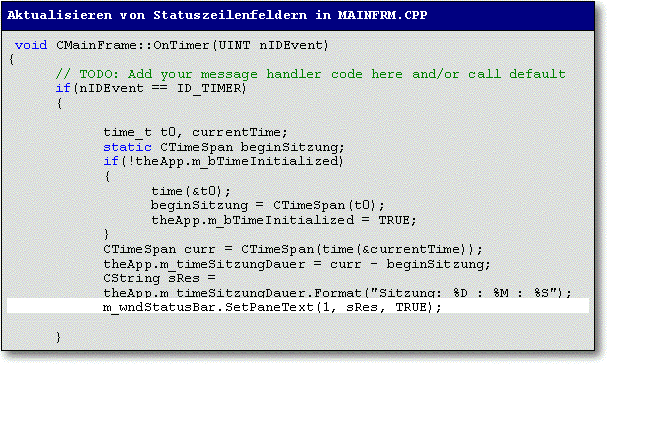 Aktualisieren von Statuszeilenfeldern in MAINFRM.CPP
void CMainFrame::OnTimer(UINT nIDEvent)
{
// TODO: Add your message handler code here and/or call default
if(nIDEvent == ID_TIMER)
{
time_t t0, currentTime;
static CTimeSpan beginSitzung;
if(!theApp.m_bTimeInitialized)
{
time(&t0);
beginSitzung = CTimeSpan(t0);
theApp.m_bTimeInitialized = TRUE;
}
CTimeSpan curr = CTimeSpan(time(&currentTime));
theApp.m_timeSitzungDauer = curr - beginSitzung;
CString sRes =
theApp.m_timeSitzungDauer.Format("Sitzung: %D : %M : %S");
m_wndStatusBar.SetPaneText(1, sRes, TRUE);
}